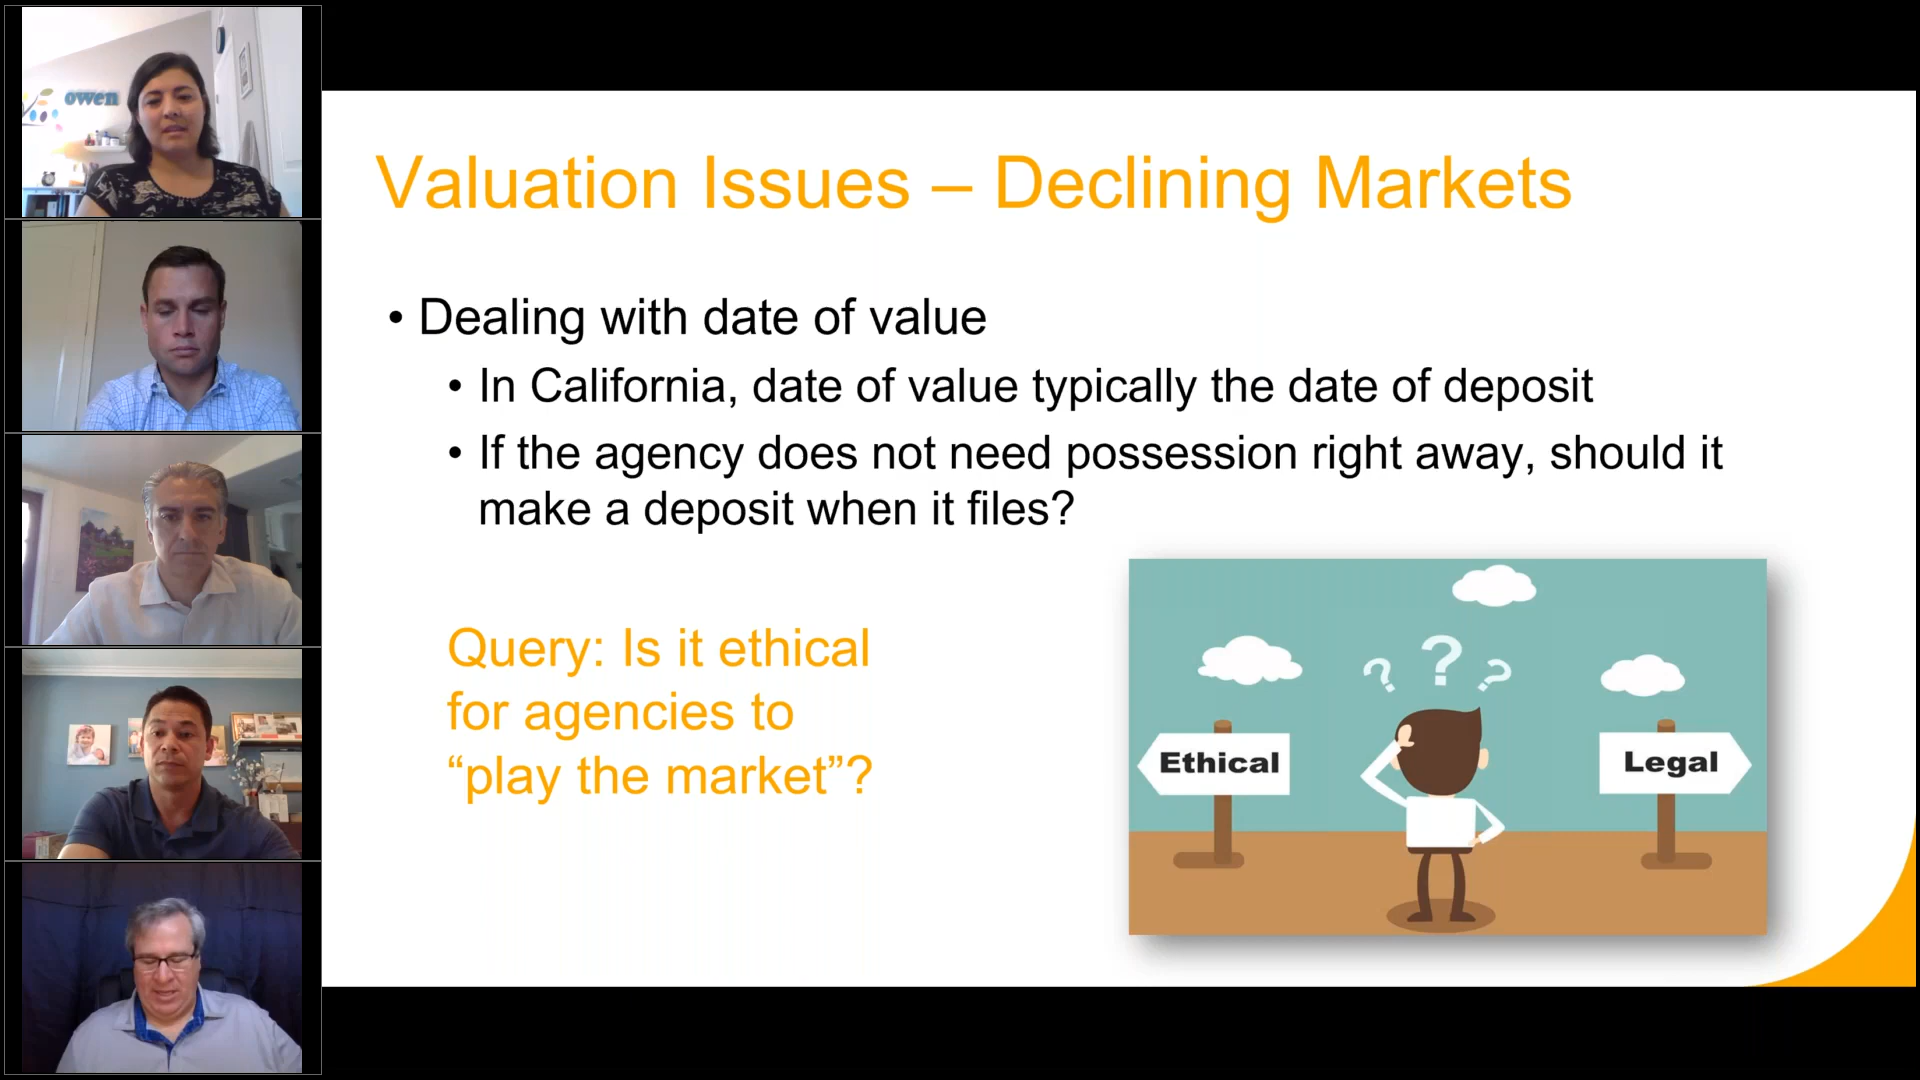 owen
Valuation Issues – Declining Markets
• Dealing with date of value
• In California, date of value typically the date of deposit
• If the agency does not need possession right away, should it
make a deposit when it files?
Query: Is it ethical
for agencies to
“play the market”?
? ? ?
Ethical
Legal